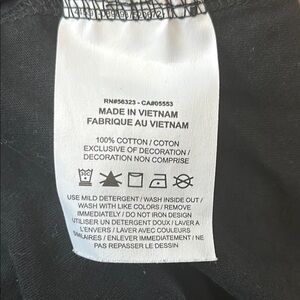 RN#56323 - CA#05553
MADE IN VIETNAM
FABRIQUE AU VIETNAM
100% COTTON / COTON
EXCLUSIVE OF DECORATION /
DECORATION NON COMPRISE
USE MILD DETERGENT / WASH INSIDE OUT /
WASH WITH LIKE COLORS / REMOVE
IMMEDIATELY / DO NOT IRON DESIGN
UTILISER UN DETERGENT DOUX / LAVER A
L'ENVERS / LAVER AVEC COULEURS
SIMILAIRES / ENLEVER IMMEDIATEMENT / NE
PAS REPASSER LE DESSIN